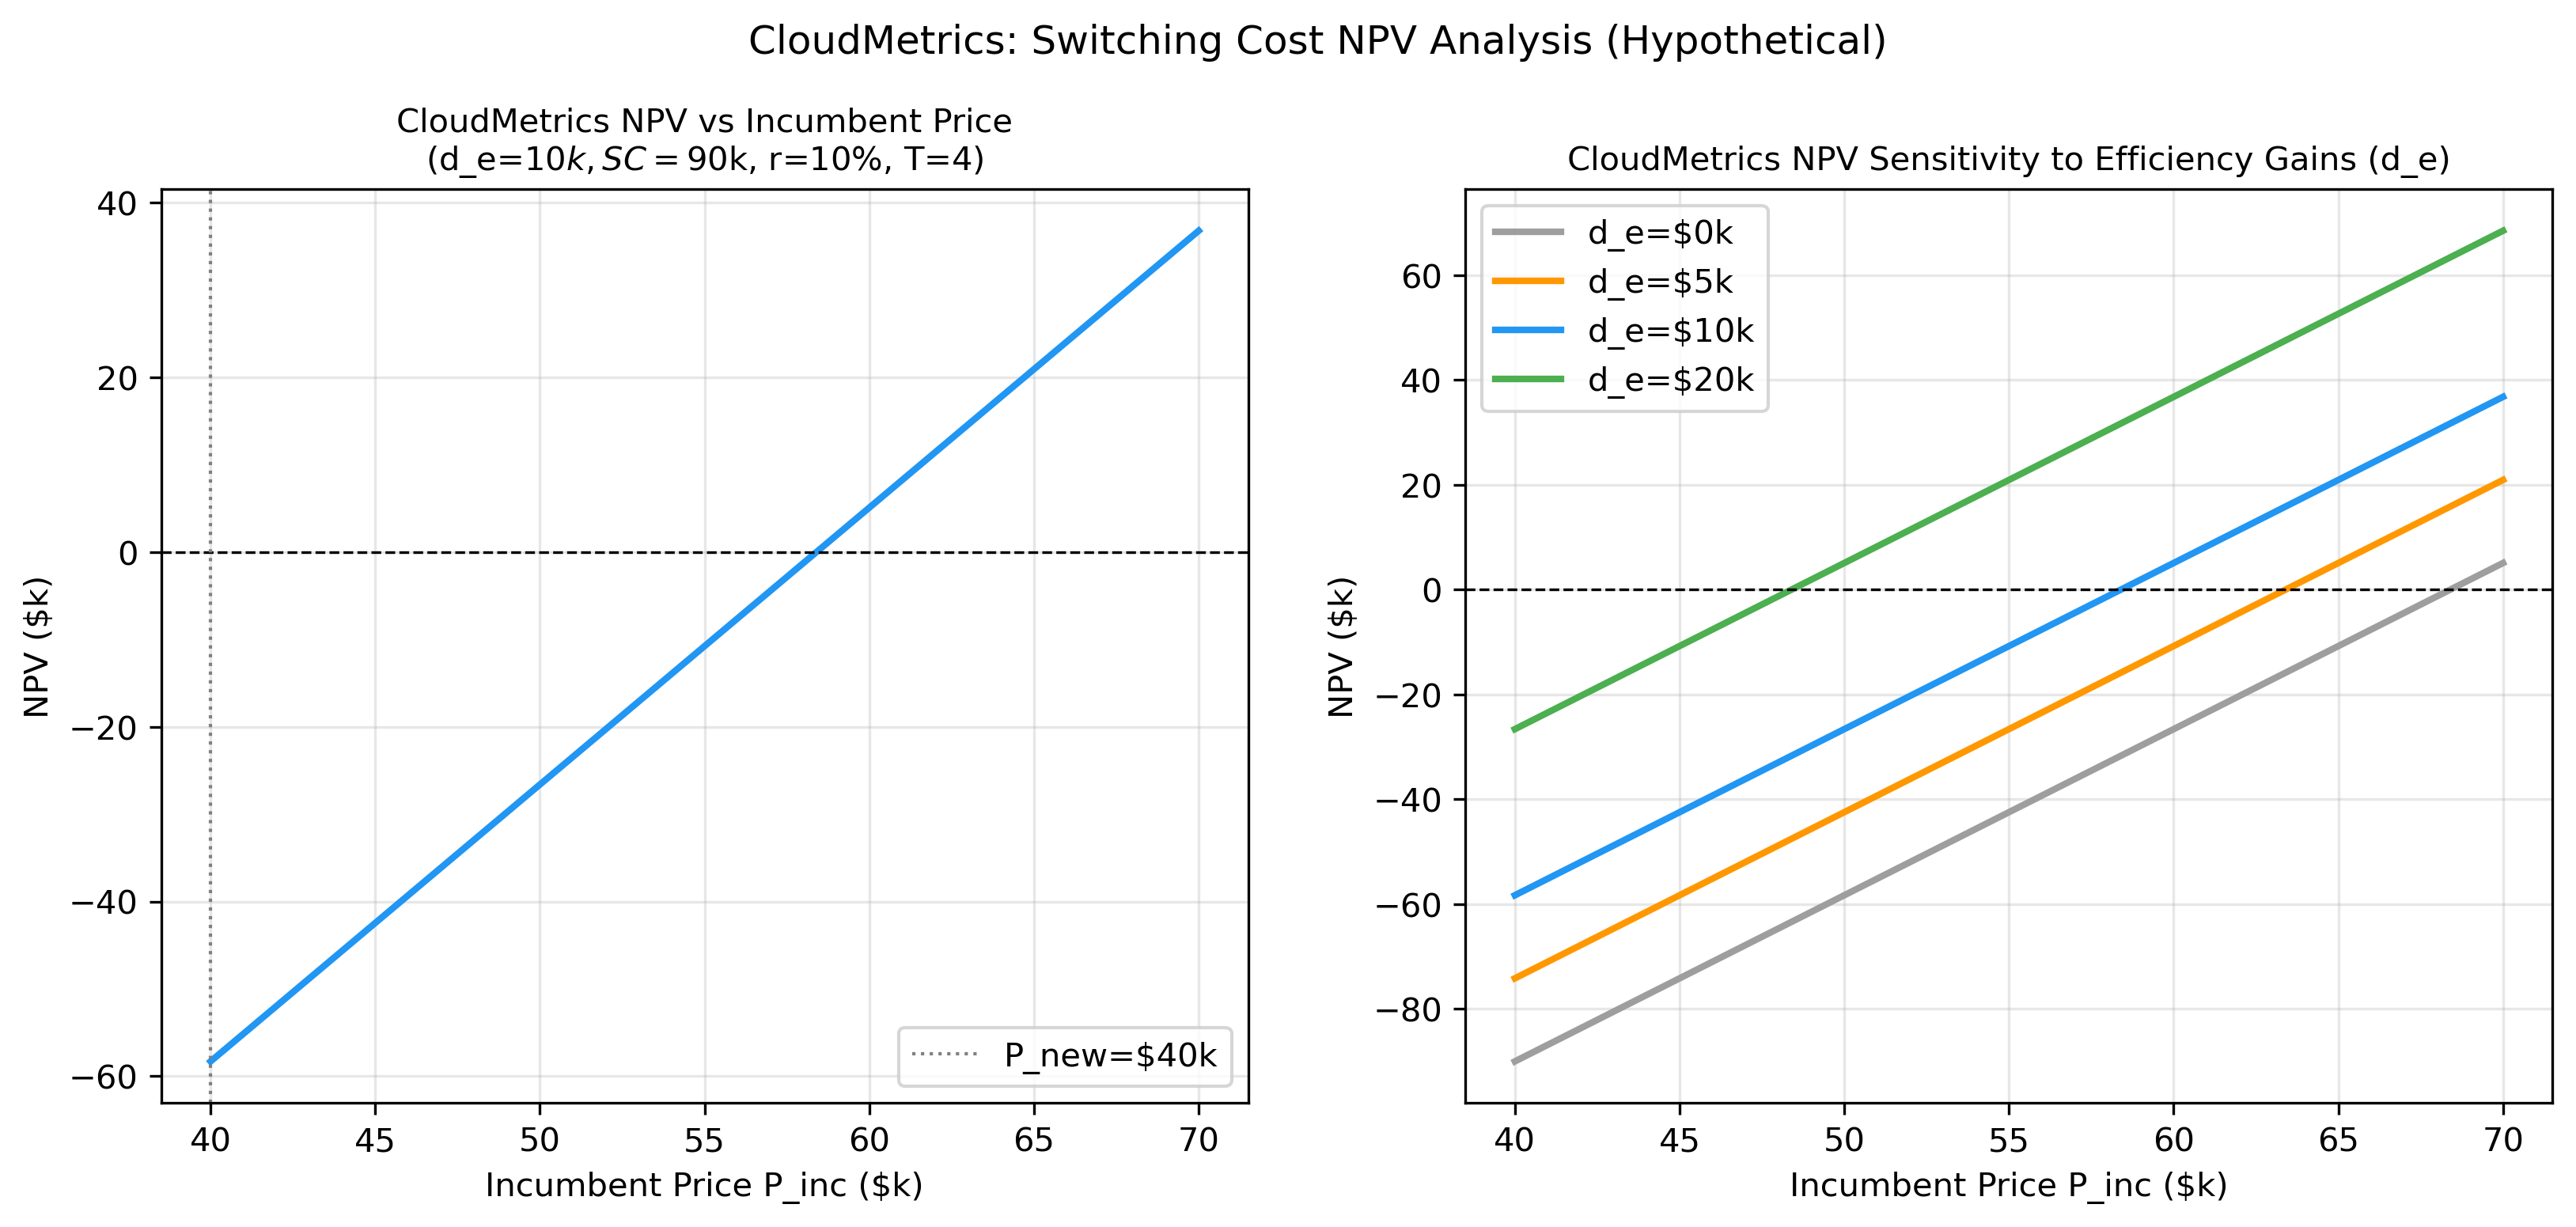 CloudMetrics: Switching Cost NPV Analysis (Hypothetical)
CloudMetrics NPV vs Incumbent Price
(d_e=10k, SC = 90k, r=10%, T=4)
40
20
0
−20
−40
−60
NPV ($k)
P_new=$40k
40 45 50 55 60 65 70
Incumbent Price P_inc ($k)
CloudMetrics NPV Sensitivity to Efficiency Gains (d_e)
d_e=$0k
d_e=$5k
d_e=$10k
d_e=$20k
60
40
20
0
−20
−40
−60
−80
NPV ($k)
40 45 50 55 60 65 70
Incumbent Price P_inc ($k)